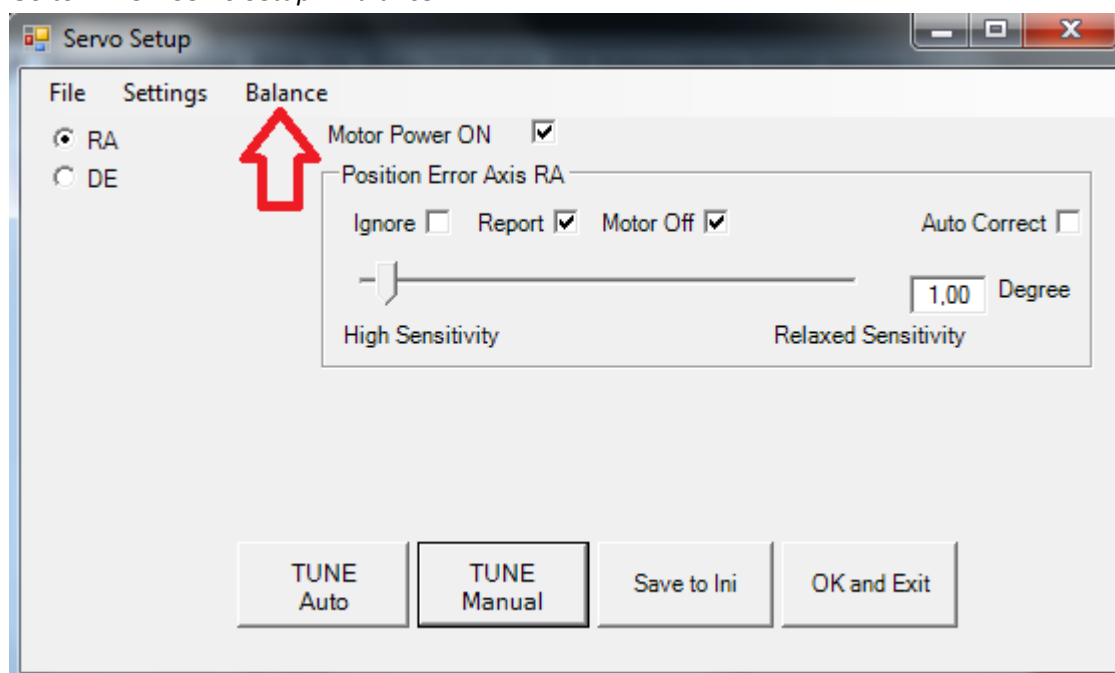 Servo Setup
File Settings Balance
RA
DE
Motor Power ON
Position Error Axis RA
Ignore Report Motor Off Auto Correct
1,00 Degree
High Sensitivity Relaxed Sensitivity
TUNE
Auto
TUNE
Manual
Save to Ini
OK and Exit